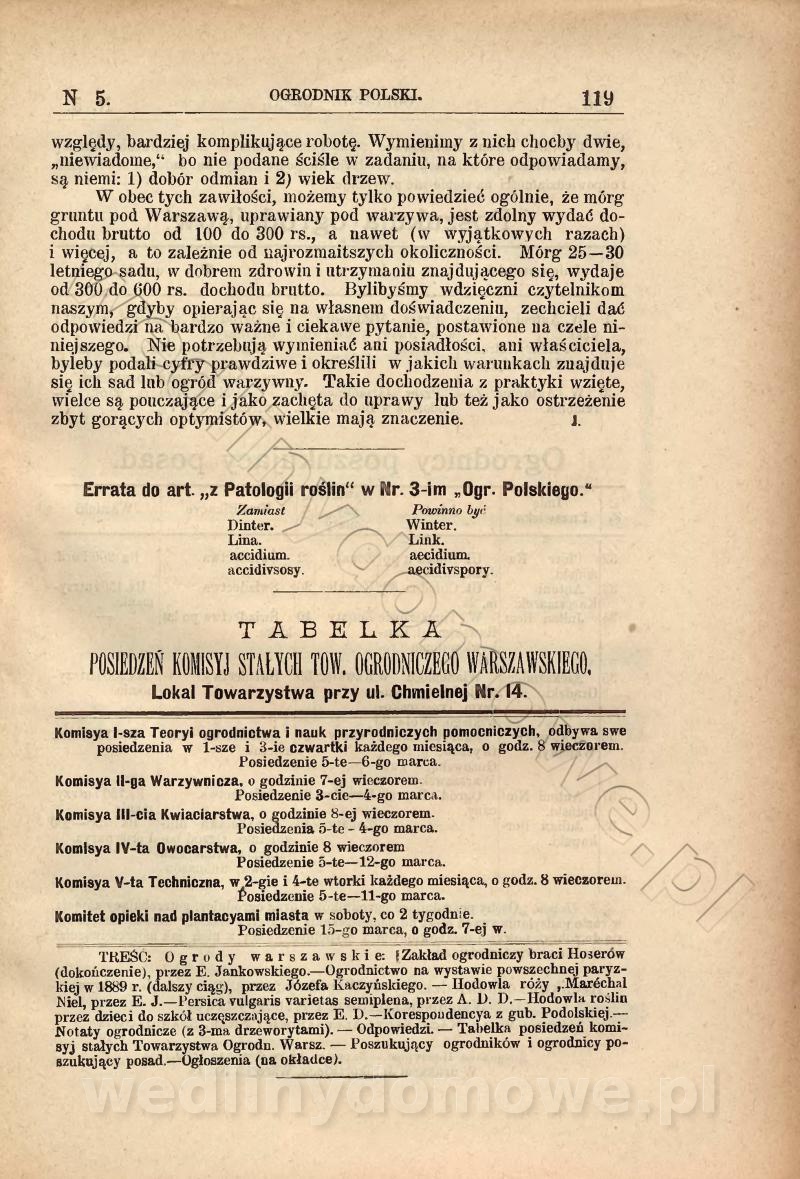 N 5. OGRODNIK POLSKI. 119
względy, bardziej komplikujące robotę. Wymienimy z nich choćby dwie,
„niewiadome,“ bo nie podane ściśle w zadaniu, na które odpowiadamy,
są niemi: 1) dobór odmian i 2) wiek drzew.
W obec tych zawiłości, możemy tylko powiedzieć ogólnie, że mórg
gruntu pod Warszawą, uprawiany pod warzywa, jest zdolny wydać do-
chodu brutto od 100 do 300 rs., a nawet (w wyjątkowych razach)
i więcej, a to zależnie od najrozmaitszych okoliczności. Mórg 25—30
letniego sadu, w dobrem zdrowiu i utrzymaniu znajdującego się, wydaje
od 300 do 600 rs. dochodu brutto. Bylibyśmy wdzięczni czytelnikom
naszym, gdyby opierając się na własnem doświadczeniu, zechcieli dać
odpowiedzi na bardzo ważne i ciekawe pytanie, postawione na czele ni-
niejszego. Nie potrzebują wymieniać ani posiadłości, ani właściciela,
byleby podali cyfry prawdziwe i określili w jakich warunkach znajduje
się ich sad lub ogród warzywny. Takie dochodzenia z praktyki wzięte,
wielce są pouczające i jako zachęta do uprawy lub też jako ostrzeżenie
zbyt gorących optymistów, wielkie mają znaczenie. J.
Errata do art. „z Patologii roślin“ w Nr. 3-im „Ogr. Polskiego.“
Zamiast Powinno być
Dinter. Winter.
Lina. Link.
accidium. aecidium.
accidivsosy. aecidivspory.
TABELKA
POSIEDZEŃ KOMISYJ STAŁYCH TOW. OGRODNICZEGO WARSZAWSKIEGO.
Lokal Towarzystwa przy ul. Chmielnej Nr. 14.
Komisya I-sza Teoryi ogrodnictwa i nauk przyrodniczych pomocniczych, odbywa swe
posiedzenia w 1-sze i 3-ie czwartki każdego miesiąca, o godz. 8 wieczorem.
Posiedzenie 5-te—6-go marca.
Komisya II-ga Warzywnicza, o godzinie 7-ej wieczorem.
Posiedzenie 3-cie—4-go marca.
Komisya III-cia Kwiaciarstwa, o godzinie 8-ej wieczorem.
Posiedzenia 5-te - 4-go marca.
Komisya IV-ta Owocarstwa, o godzinie 8 wieczorem
Posiedzenie 5-te—12-go marca.
Komisya V-ta Techniczna, w 2-gie i 4-te wtorki każdego miesiąca, o godz. 8 wieczorem.
Posiedzenie 5-te—11-go marca.
Komitet opieki nad plantacyami miasta w soboty, co 2 tygodnie.
Posiedzenie 15-go marca, o godz. 7-ej w.
TREŚĆ: Ogrody warszawskie: Zakład ogrodniczy braci Hoserów
(dokończenie), przez E. Jankowskiego.—Ogrodnictwo na wystawie powszechnej paryz-
kiej w 1889 r. (dalszy ciąg), przez Józefa Kaczyńskiego. — Hodowla róży „Maréchal
Niel, przez E. J.—Persica vulgaris varietas semiplena, przez A. D. D.—Hodowla roślin
przez dzieci do szkół uczęszczające, przez E. D.—Korespondencya z gub. Podolskiej.—
Notaty ogrodnicze (z 3-ma drzeworytami). — Odpowiedzi. — Tabelka posiedzeń komi-
syj stałych Towarzystwa Ogrodn. Warsz. — Poszukujący ogrodników i ogrodnicy po-
szukujący posad.—Ogłoszenia (na okładce).
wedlinydomowe.pl